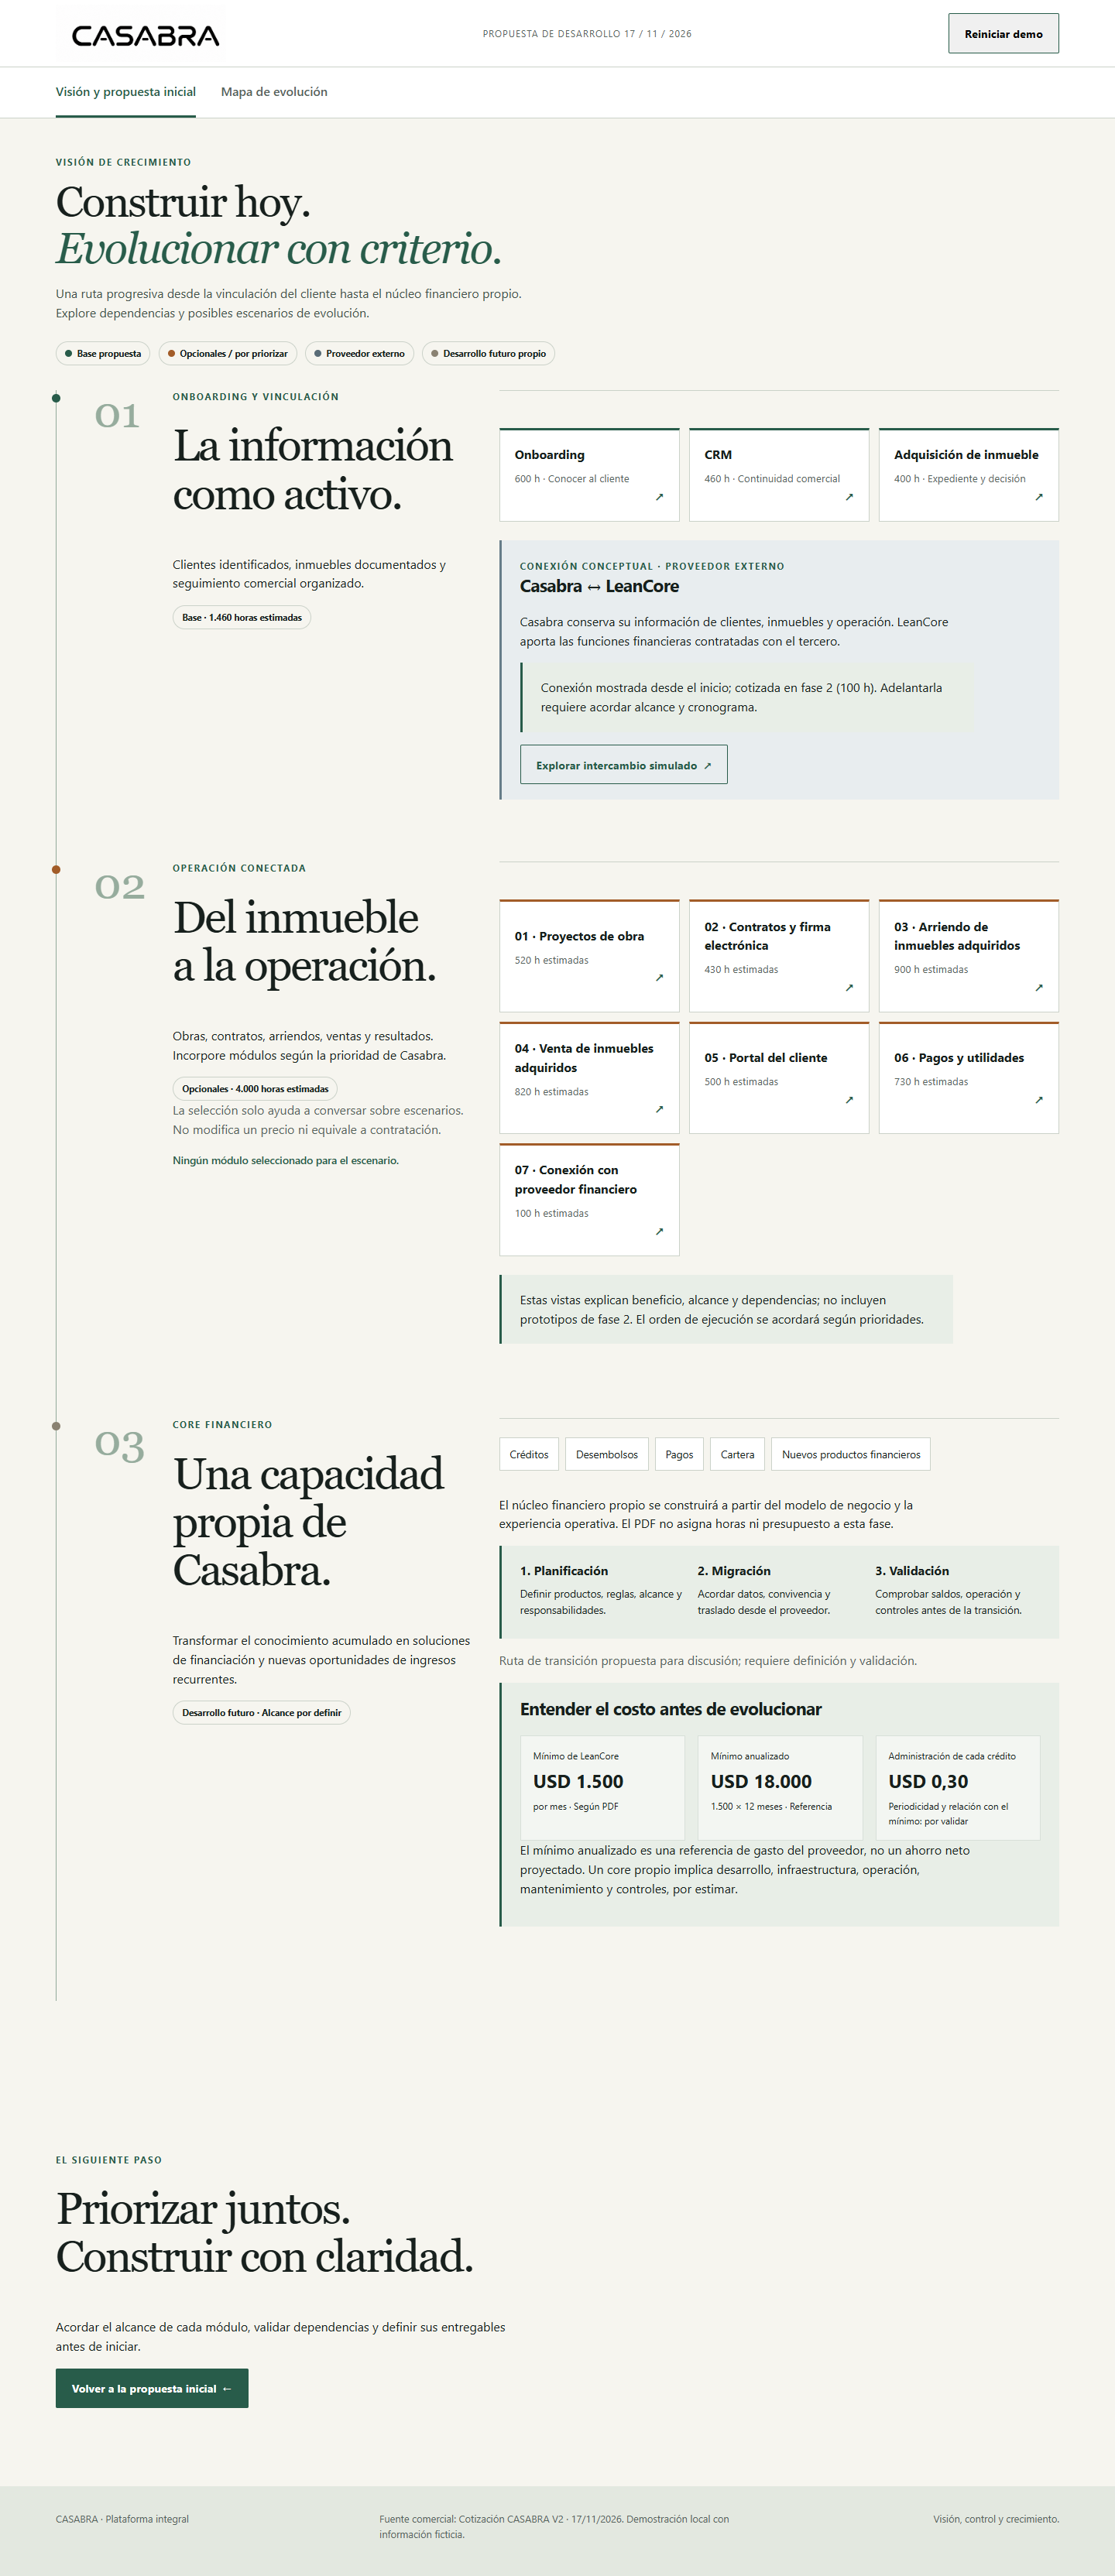 CASABRA
PROPUESTA DE DESARROLLO 17 / 11 / 2026
Reiniciar demo
Visión y propuesta inicial
Mapa de evolución
VISIÓN DE CRECIMIENTO
Construir hoy.
Evolucionar con criterio.
Una ruta progresiva desde la vinculación del cliente hasta el núcleo financiero propio.
Explore dependencias y posibles escenarios de evolución.
Base propuesta
Opcionales / por priorizar
Proveedor externo
Desarrollo futuro propio
01
ONBOARDING Y VINCULACIÓN
La información
como activo.
Clientes identificados, inmuebles documentados y
seguimiento comercial organizado.
Base · 1.460 horas estimadas
Onboarding
600 h · Conocer al cliente
↗
CRM
460 h · Continuidad comercial
↗
Adquisición de inmueble
400 h · Expediente y decisión
↗
CONEXIÓN CONCEPTUAL · PROVEEDOR EXTERNO
Casabra ↔ LeanCore
Casabra conserva su información de clientes, inmuebles y operación. LeanCore
aporta las funciones financieras contratadas con el tercero.
Conexión mostrada desde el inicio; cotizada en fase 2 (100 h). Adelantarla
requiere acordar alcance y cronograma.
Explorar intercambio simulado ↗
02
OPERACIÓN CONECTADA
Del inmueble
a la operación.
Obras, contratos, arriendos, ventas y resultados.
Incorpore módulos según la prioridad de Casabra.
Opcionales · 4.000 horas estimadas
La selección solo ayuda a conversar sobre escenarios.
No modifica un precio ni equivale a contratación.
Ningún módulo seleccionado para el escenario.
01 · Proyectos de obra
520 h estimadas
↗
02 · Contratos y firma
electrónica
430 h estimadas
↗
03 · Arriendo de
inmuebles adquiridos
900 h estimadas
↗
04 · Venta de inmuebles
adquiridos
820 h estimadas
↗
05 · Portal del cliente
500 h estimadas
↗
06 · Pagos y utilidades
730 h estimadas
↗
07 · Conexión con
proveedor financiero
100 h estimadas
↗
Estas vistas explican beneficio, alcance y dependencias; no incluyen
prototipos de fase 2. El orden de ejecución se acordará según prioridades.
03
CORE FINANCIERO
Una capacidad
propia de
Casabra.
Transformar el conocimiento acumulado en soluciones
de financiación y nuevas oportunidades de ingresos
recurrentes.
Desarrollo futuro · Alcance por definir
Créditos
Desembolsos
Pagos
Cartera
Nuevos productos financieros
El núcleo financiero propio se construirá a partir del modelo de negocio y la
experiencia operativa. El PDF no asigna horas ni presupuesto a esta fase.
1. Planificación
Definir productos, reglas, alcance y
responsabilidades.
2. Migración
Acordar datos, convivencia y
traslado desde el proveedor.
3. Validación
Comprobar saldos, operación y
controles antes de la transición.
Ruta de transición propuesta para discusión; requiere definición y validación.
Entender el costo antes de evolucionar
Mínimo de LeanCore
USD 1.500
por mes · Según PDF
Mínimo anualizado
USD 18.000
1.500 × 12 meses · Referencia
Administración de cada crédito
USD 0,30
Periodicidad y relación con el
mínimo: por validar
El mínimo anualizado es una referencia de gasto del proveedor, no un ahorro neto
proyectado. Un core propio implica desarrollo, infraestructura, operación,
mantenimiento y controles, por estimar.
EL SIGUIENTE PASO
Priorizar juntos.
Construir con claridad.
Acordar el alcance de cada módulo, validar dependencias y definir sus entregables
antes de iniciar.
Volver a la propuesta inicial ←
CASABRA · Plataforma integral
Fuente comercial: Cotización CASABRA V2 · 17/11/2026. Demostración local con
información ficticia.
Visión, control y crecimiento.